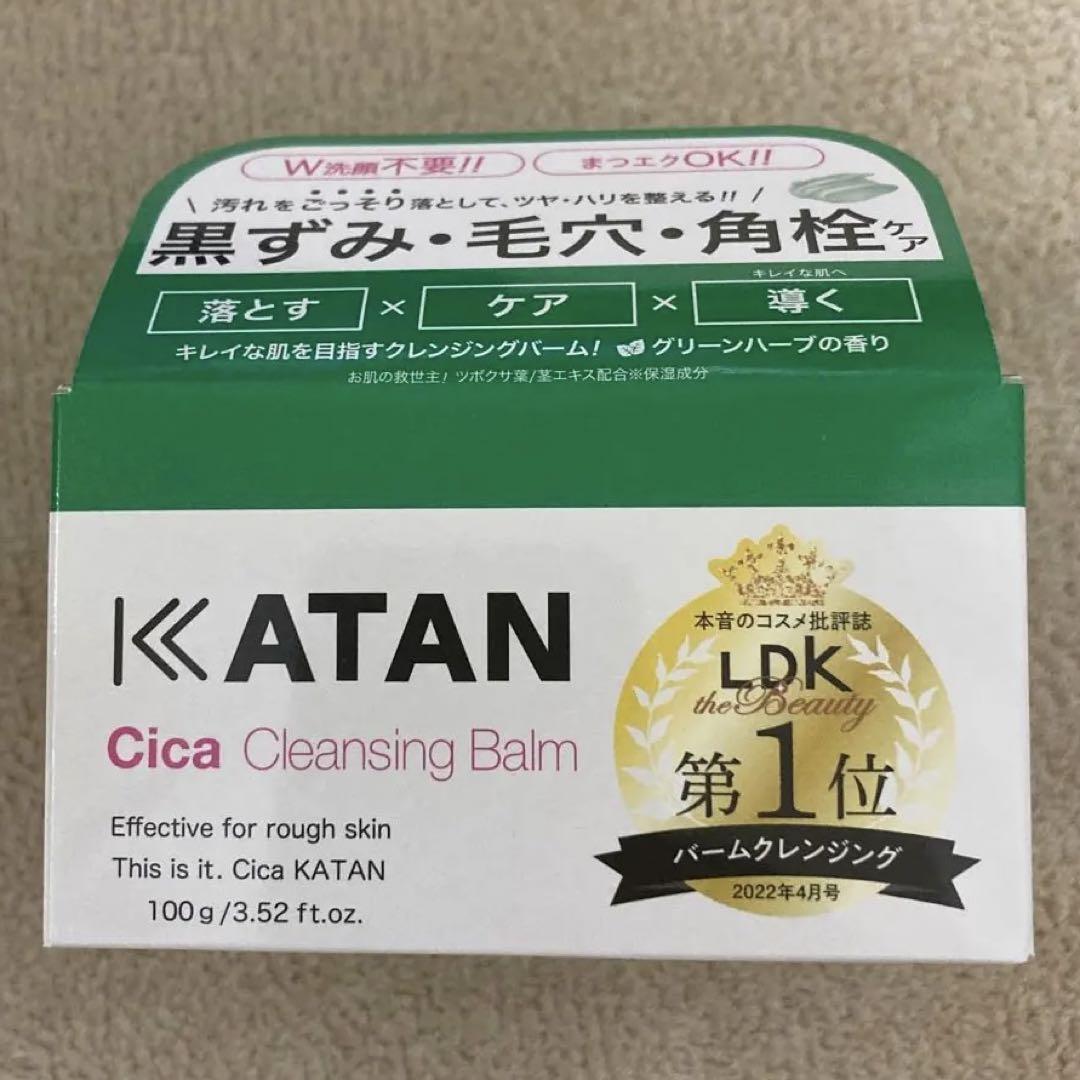 W洗顔不要!! まつエクOK!!
\ 汚れをごっそり落として、ツヤ・ハリを整える!! /
黒ずみ・毛穴・角栓ケア
キレイな肌へ
落とす × ケア × 導く
キレイな肌を目指すクレンジングバーム! グリーンハーブの香り
お肌の救世主! ツボクサ葉/茎エキス配合※保湿成分
KATAN
Cica Cleansing Balm
Effective for rough skin
This is it. Cica KATAN
100g/3.52 ft.oz.
本音のコスメ批評誌
LDK
the Beauty
第1位
バームクレンジング
2022年4月号